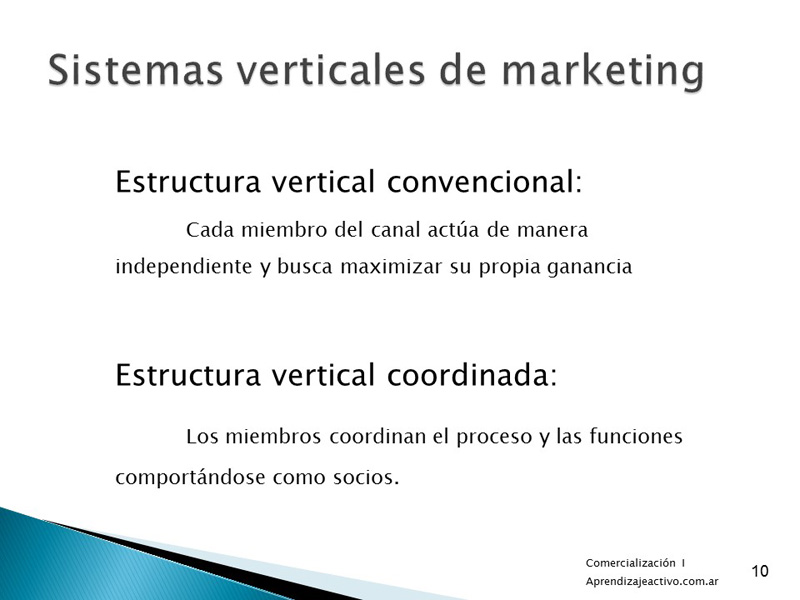 Sistemas verticales de marketing
Estructura vertical convencional:
Cada miembro del canal actúa de manera
independiente y busca maximizar su propia ganancia
Estructura vertical coordinada:
Los miembros coordinan el proceso y las funciones
comportándose como socios.
Comercialización I
Aprendizajeactivo.com.ar
10